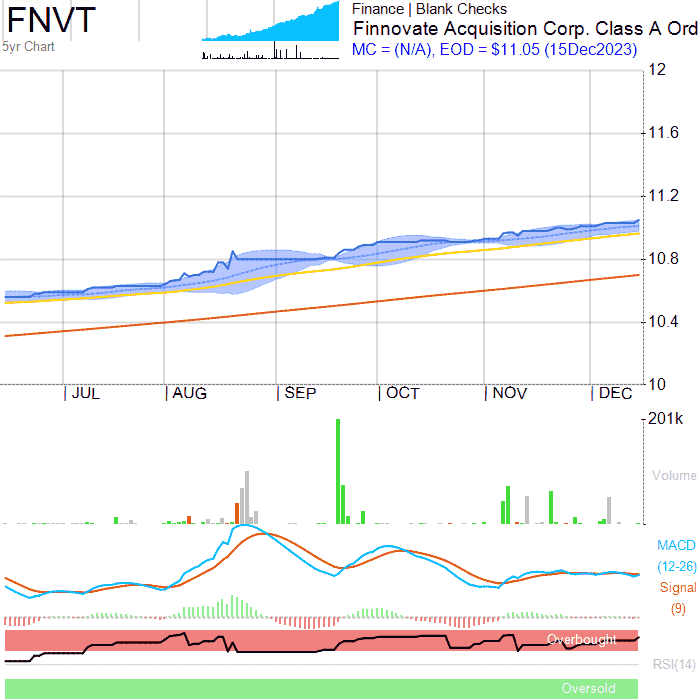 FNVT
5yr Chart
Finance | Blank Checks
Finnovate Acquisition Corp. Class A Ord
MC = (N/A), EOD = $11.05 (15Dec2023)
12
11.6
11.2
10.8
10.4
10
JUL AUG SEP OCT NOV DEC
201k
Volume
MACD
(12-26)
Signal
(9)
Overbought
RSI(14)
Oversold